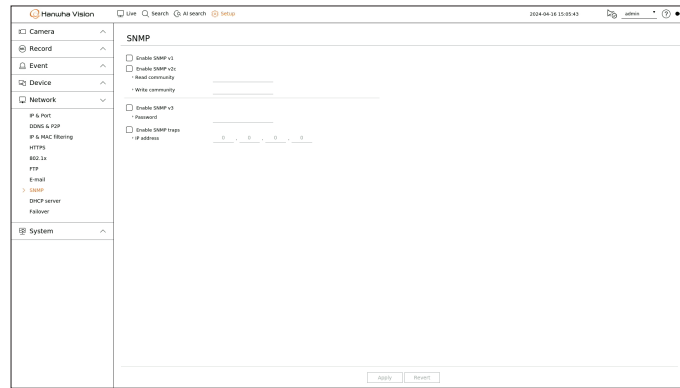 Hanwha Vision
Live Search AI search Setup
2024-04-16 15:05:43
admin
?
Camera
Record
Event
Device
Network
IP & Port
DDNS & P2P
IP & MAC filtering
HTTPS
802.1x
FTP
E-mail
> SNMP
DHCP server
Failover
System
SNMP
Enable SNMP v1
Enable SNMP v2c
• Read community
• Write community
Enable SNMP v3
• Password
Enable SNMP traps
• IP address 0 . 0 . 0 . 0
Apply Revert